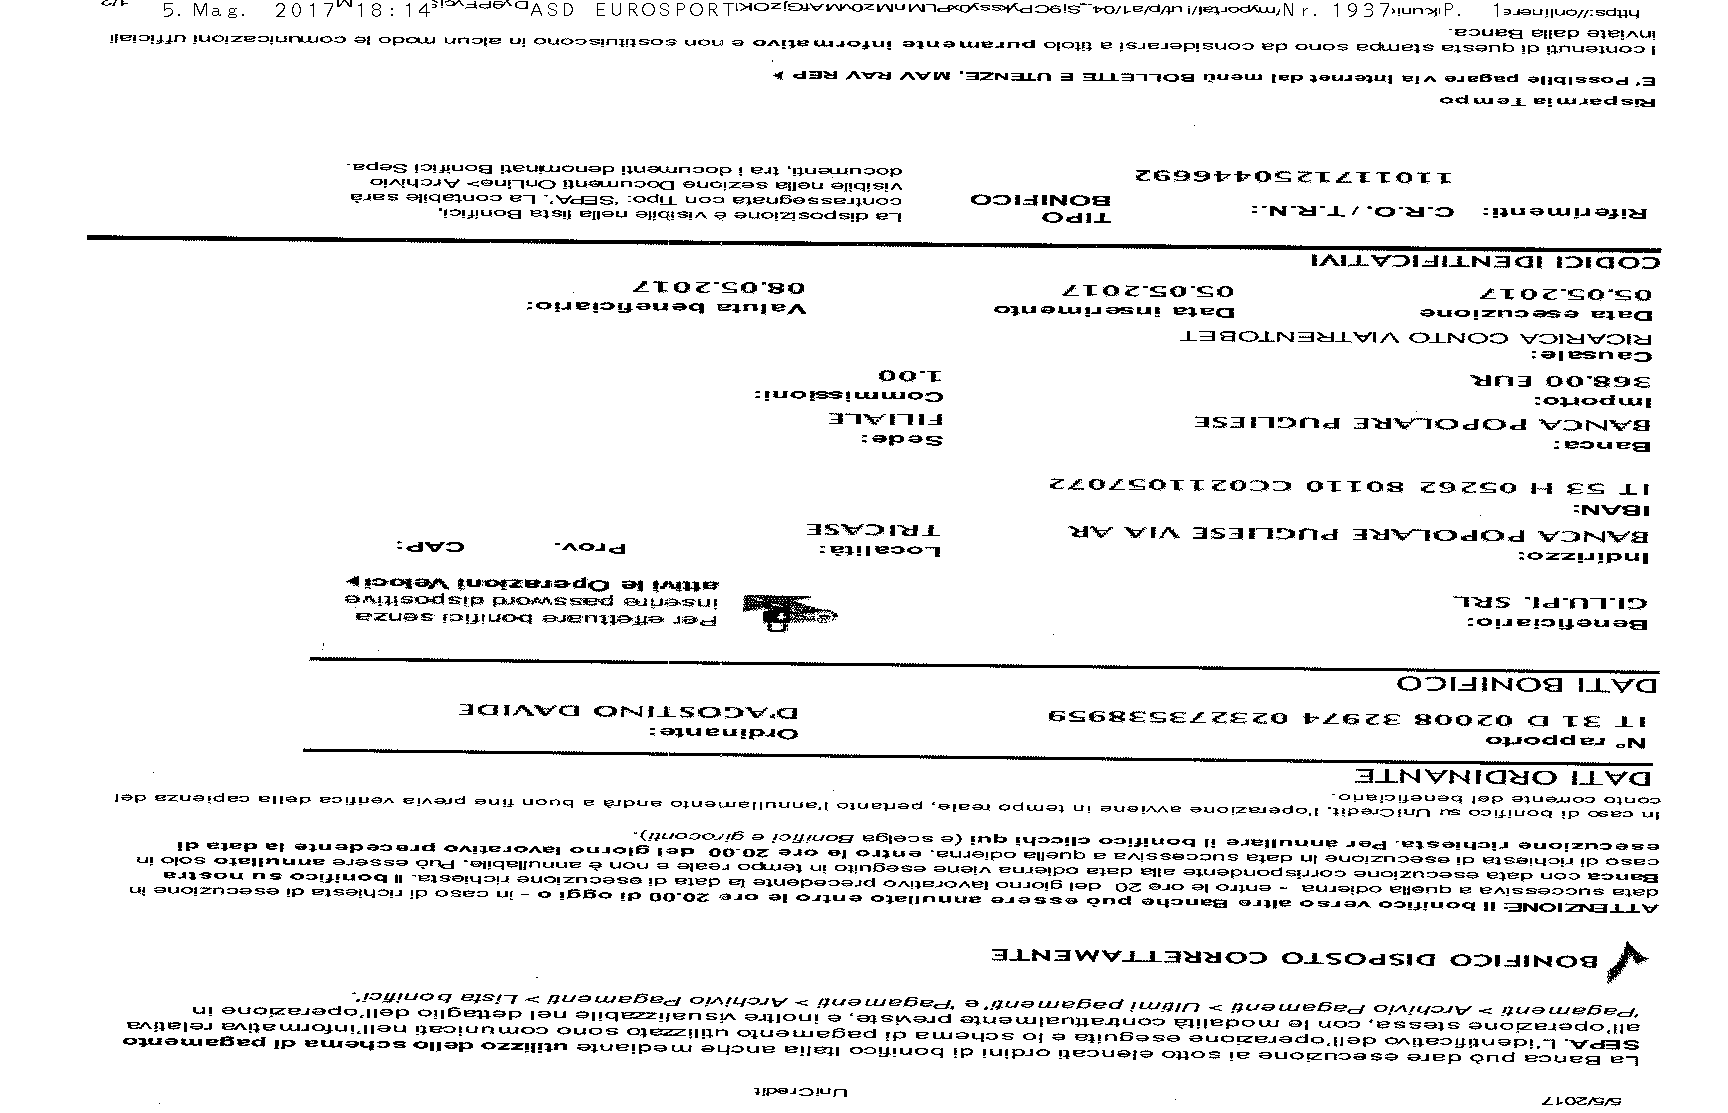 5/5/2017
UniCredit
La Banca può dare esecuzione ai sotto elencati ordini di bonifico Italia anche mediante utilizzo dello schema di pagamento
SEPA. L'identificativo dell'operazione eseguita e lo schema di pagamento utilizzato sono comunicati nell'informativa relativa
all'operazione stessa, con le modalità contrattualmente previste, e inoltre visualizzabile nel dettaglio dell'operazione in
"Pagamenti > Archivio Pagamenti > Ultimi pagamenti" e "Pagamenti > Archivio Pagamenti > Lista bonifici".
BONIFICO DISPOSTO CORRETTAMENTE
ATTENZIONE: Il bonifico verso altre Banche può essere annullato entro le ore 20.00 di oggi o - in caso di richiesta di esecuzione in
data successiva a quella odierna - entro le ore 20 del giorno lavorativo precedente la data di esecuzione richiesta. Il bonifico su nostra
Banca con data esecuzione corrispondente alla data odierna viene eseguito in tempo reale e non è annullabile. Può essere annullato solo in
caso di richiesta di esecuzione in data successiva a quella odierna, entro le ore 20.00 del giorno lavorativo precedente la data di
esecuzione richiesta. Per annullare il bonifico clicchi qui (e scelga Bonifici e giroconti).
In caso di bonifico su UniCredit, l'operazione avviene in tempo reale, pertanto l'annullamento andrà a buon fine previa verifica della capienza del
conto corrente del beneficiario.
DATI ORDINANTE
N° rapporto
IT 31 D 02008 32974 023273538959
Ordinante:
D'AGOSTINO DAVIDE
DATI BONIFICO
Beneficiario:
GI.LU.PI. SRL
Per effettuare bonifici senza
inserire password dispositive
attivi le Operazioni Veloci
Indirizzo:
BANCA POPOLARE PUGLIESE VIA AR
Località:
TRICASE
Prov.
CAP:
IBAN:
IT 53 H 05262 80110 CC0211057072
Banca:
BANCA POPOLARE PUGLIESE
Sede:
FILIALE
Importo:
368.00 EUR
Commissioni:
1.00
Causale:
RICARICA CONTO VIATRENTOBET
Data esecuzione
05.05.2017
Data inserimento
05.05.2017
Valuta beneficiario:
08.05.2017
CODICI IDENTIFICATIVI
Riferimenti:
C.R.O. / T.R.N.:
1101171250446692
TIPO
BONIFICO
La disposizione è visibile nella lista Bonifici,
contrassegnata con Tipo: "SEPA". La contabile sarà
visibile nella sezione Documenti OnLine> Archivio
documenti, tra i documenti denominati Bonifici Sepa.
Risparmia Tempo
E' Possibile pagare via Internet dal menù BOLLETTE E UTENZE, MAV RAV REP
I contenuti di questa stampa sono da considerarsi a titolo puramente informativo e non sostituiscono in alcun modo le comunicazioni ufficiali
inviate dalla Banca.
5. Mag. 2017 18:14 ASD EUROSPORT Nr. 1937 P. 1